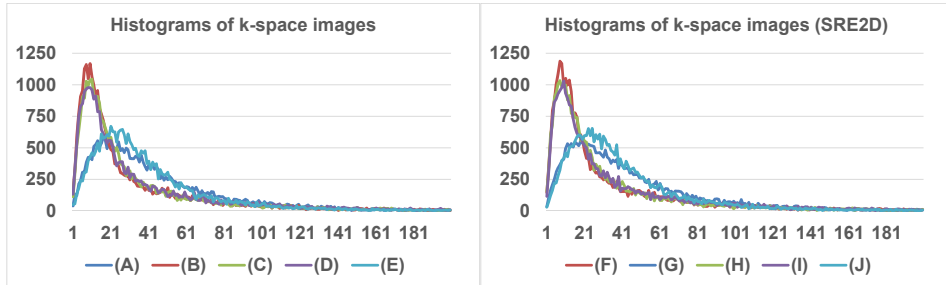 Histograms of k-space images
1250
1000
750
500
250
0
1 21 41 61 81 101 121 141 161 181
(A) (B) (C) (D) (E)
Histograms of k-space images (SRE2D)
1250
1000
750
500
250
0
1 21 41 61 81 101 121 141 161 181
(F) (G) (H) (I) (J)